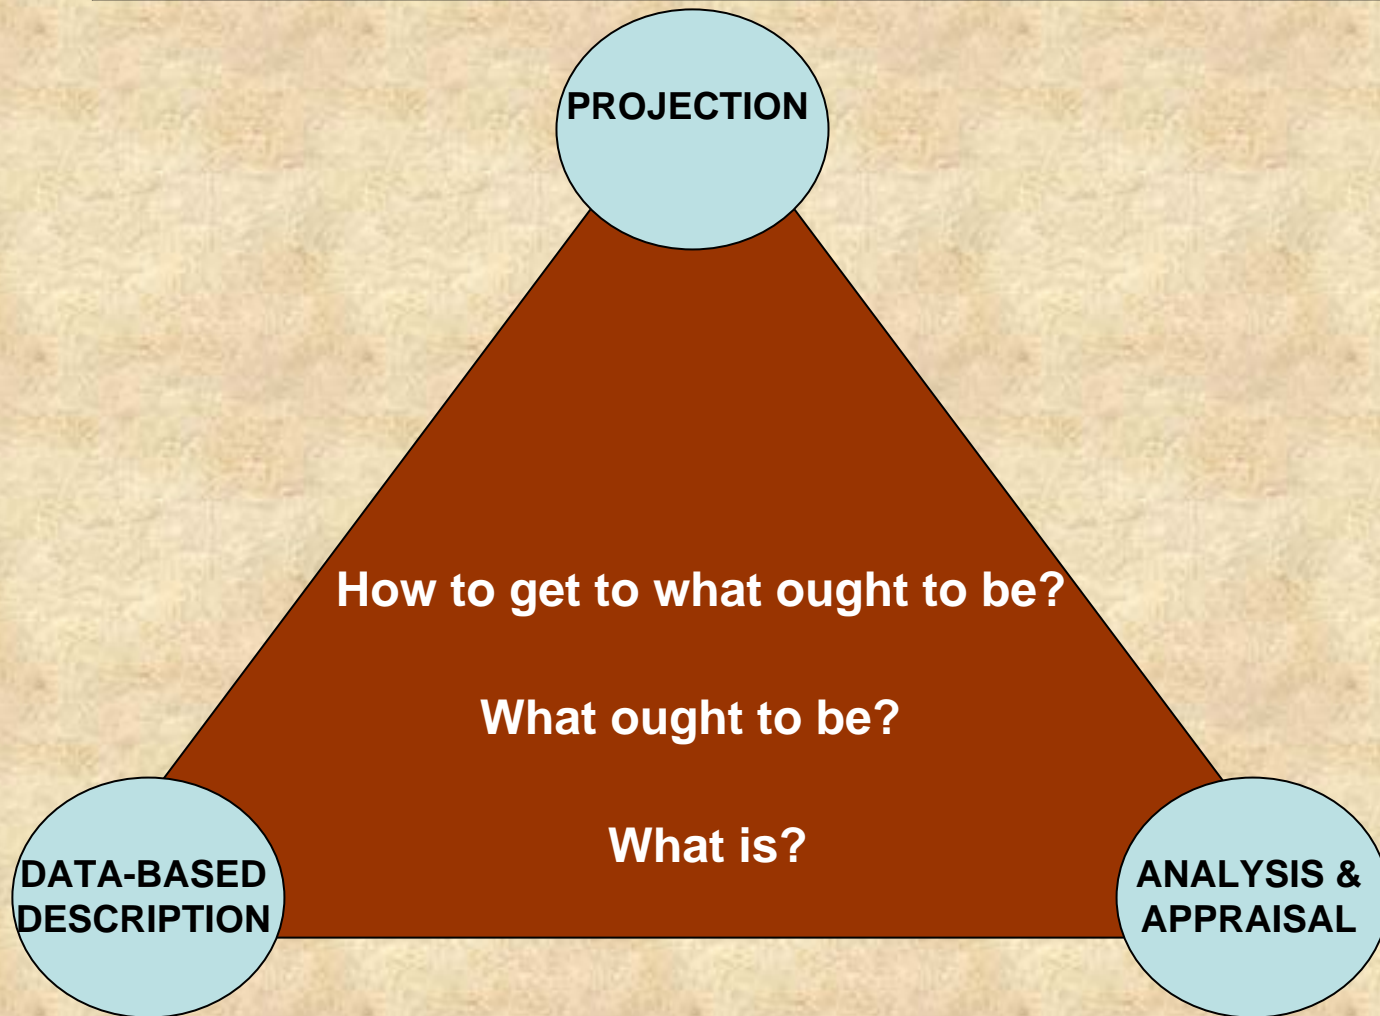 PROJECTION
How to get to what ought to be?
What ought to be?
What is?
DATA-BASED
DESCRIPTION
ANALYSIS &
APPRAISAL